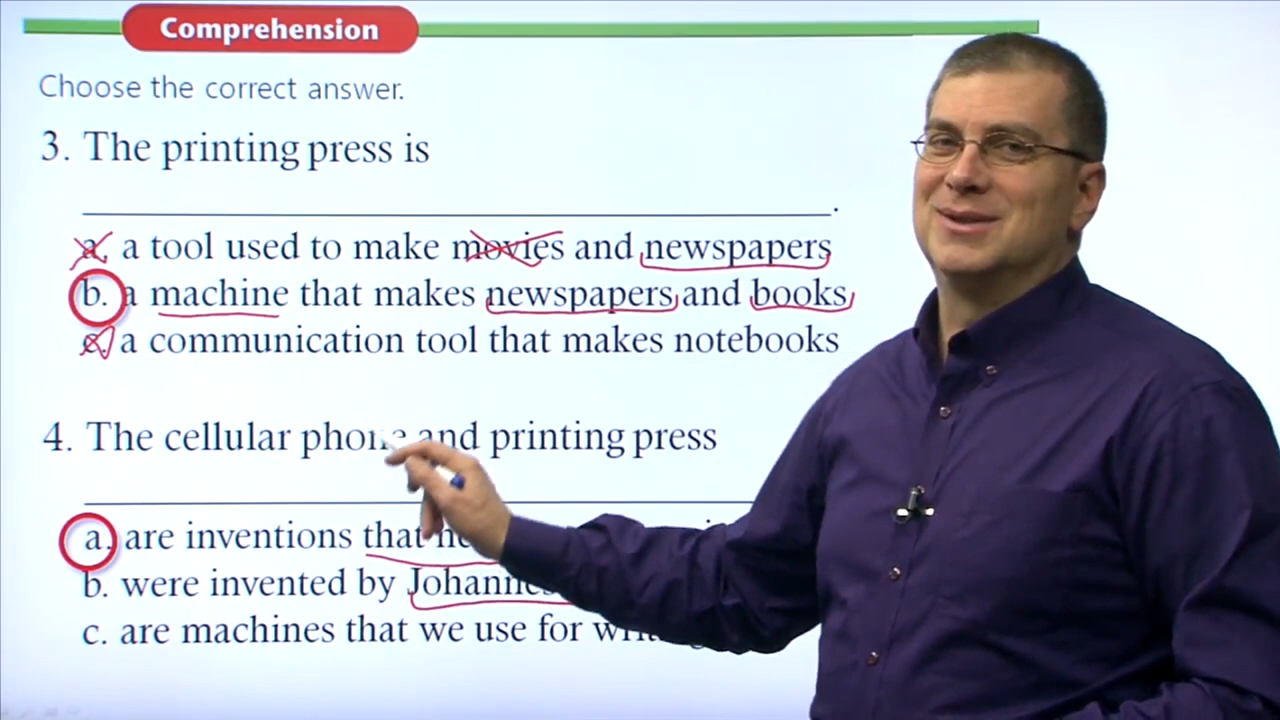 Comprehension
Choose the correct answer.
3. The printing press is
.
a. a tool used to make movies and newspapers
b. a machine that makes newspapers and books
c. a communication tool that makes notebooks
4. The cellular phone and printing press
a. are inventions that
b. were invented by
c. are machines that we use for